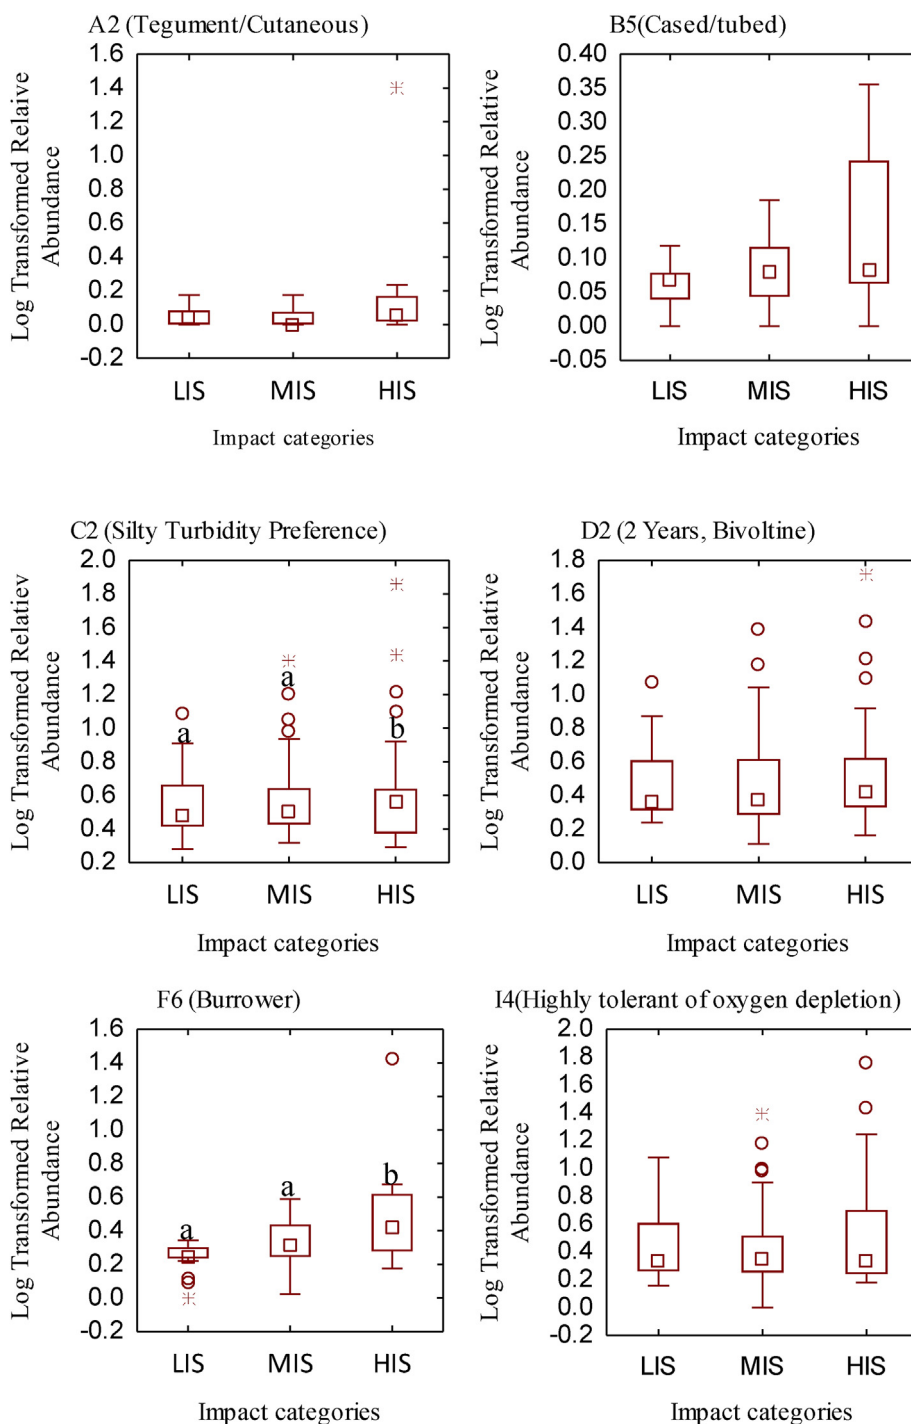 A2 (Tegument/Cutaneous)
Log Transformed Relaive
Abundance
1.6
1.4
1.2
1.0
0.8
0.6
0.4
0.2
0.0
-0.2
LIS MIS HIS
Impact categories
B5(Cased/tubed)
Log Transformed Relative
Abundance
0.40
0.35
0.30
0.25
0.20
0.15
0.10
0.05
0.00
-0.05
LIS MIS HIS
Impact categories
C2 (Silty Turbidity Preference)
Log Transformed Relatiev
Abundance
2.0
1.8
1.6
1.4
1.2
1.0
0.8
0.6
0.4
0.2
a
a
b
LIS MIS HIS
Impact categories
D2 (2 Years, Bivoltine)
Log Transformed Relative
Abundance
1.8
1.6
1.4
1.2
1.0
0.8
0.6
0.4
0.2
0.0
LIS MIS HIS
Impact categories
F6 (Burrower)
Log Transformed Relative
Abundance
1.6
1.4
1.2
1.0
0.8
0.6
0.4
0.2
0.0
-0.2
a
a
b
LIS MIS HIS
Impact categories
I4(Highly tolerant of oxygen depletion)
Log Transformed Relative
Abundance
2.0
1.8
1.6
1.4
1.2
1.0
0.8
0.6
0.4
0.2
0.0
-0.2
LIS MIS HIS
Impact categories